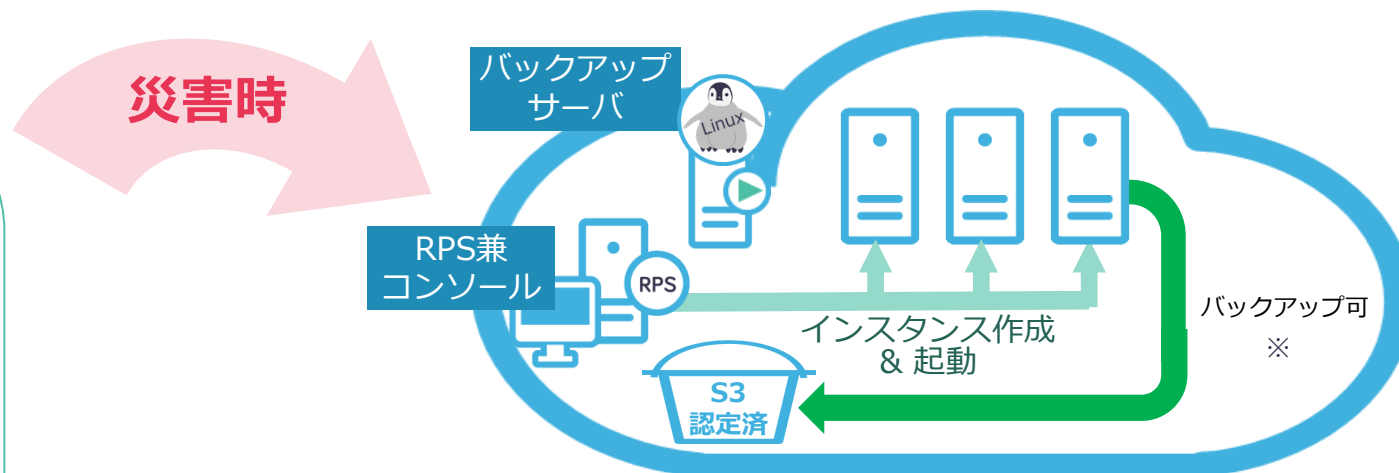 災害時
バックアップ
サーバ
Linux
RPS兼
コンソール
RPS
インスタンス作成
& 起動
バックアップ可
※
S3
認定済